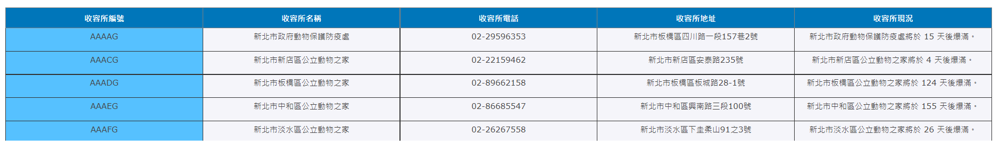 收容所編號 收容所名稱 收容所電話 收容所地址 收容所現況
AAAAG 新北市政府動物保護防疫處 02-29596353 新北市板橋區四川路一段157巷2號 新北市政府動物保護防疫處將於 15 天後爆滿。
AAACG 新北市新店區公立動物之家 02-22159462 新北市新店區安泰路235號 新北市新店區公立動物之家將於 4 天後爆滿。
AAADG 新北市板橋區公立動物之家 02-89662158 新北市板橋區板城路28-1號 新北市板橋區公立動物之家將於 124 天後爆滿。
AAAEG 新北市中和區公立動物之家 02-86685547 新北市中和區興南路三段100號 新北市中和區公立動物之家將於 155 天後爆滿。
AAAFG 新北市淡水區公立動物之家 02-26267558 新北市淡水區下圭柔山91之3號 新北市淡水區公立動物之家將於 26 天後爆滿。